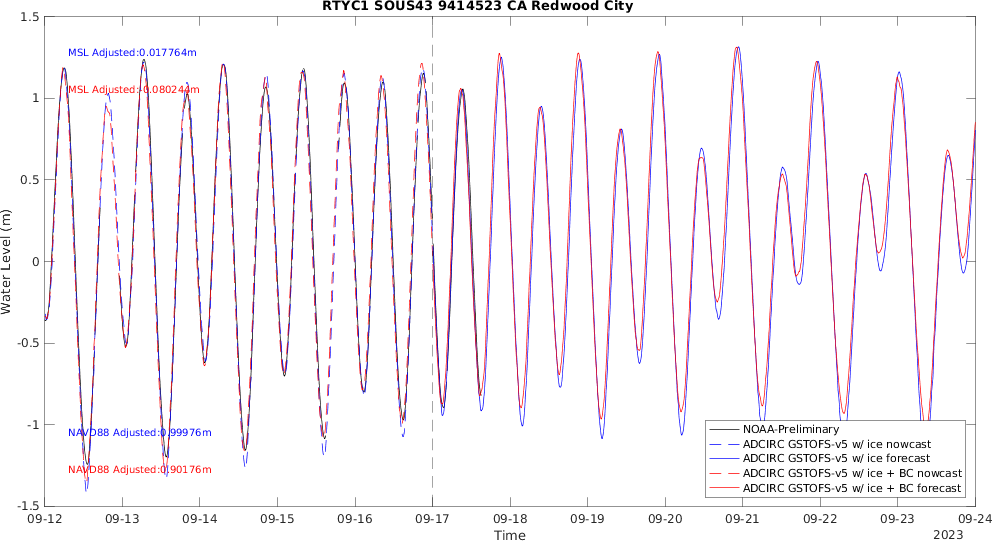 RTYC1 SOUS43 9414523 CA Redwood City
1.5
1
0.5
0
-0.5
-1
-1.5
Water Level (m)
MSL Adjusted:0.017764m
MSL Adjusted:-0.080244m
NAVD88 Adjusted:0.99976m
NAVD88 Adjusted:0.90176m
NOAA-Preliminary
ADCIRC GSTOFS-v5 w/ ice nowcast
ADCIRC GSTOFS-v5 w/ ice forecast
ADCIRC GSTOFS-v5 w/ ice + BC nowcast
ADCIRC GSTOFS-v5 w/ ice + BC forecast
09-12 09-13 09-14 09-15 09-16 09-17 09-18 09-19 09-20 09-21 09-22 09-23 09-24
Time
2023